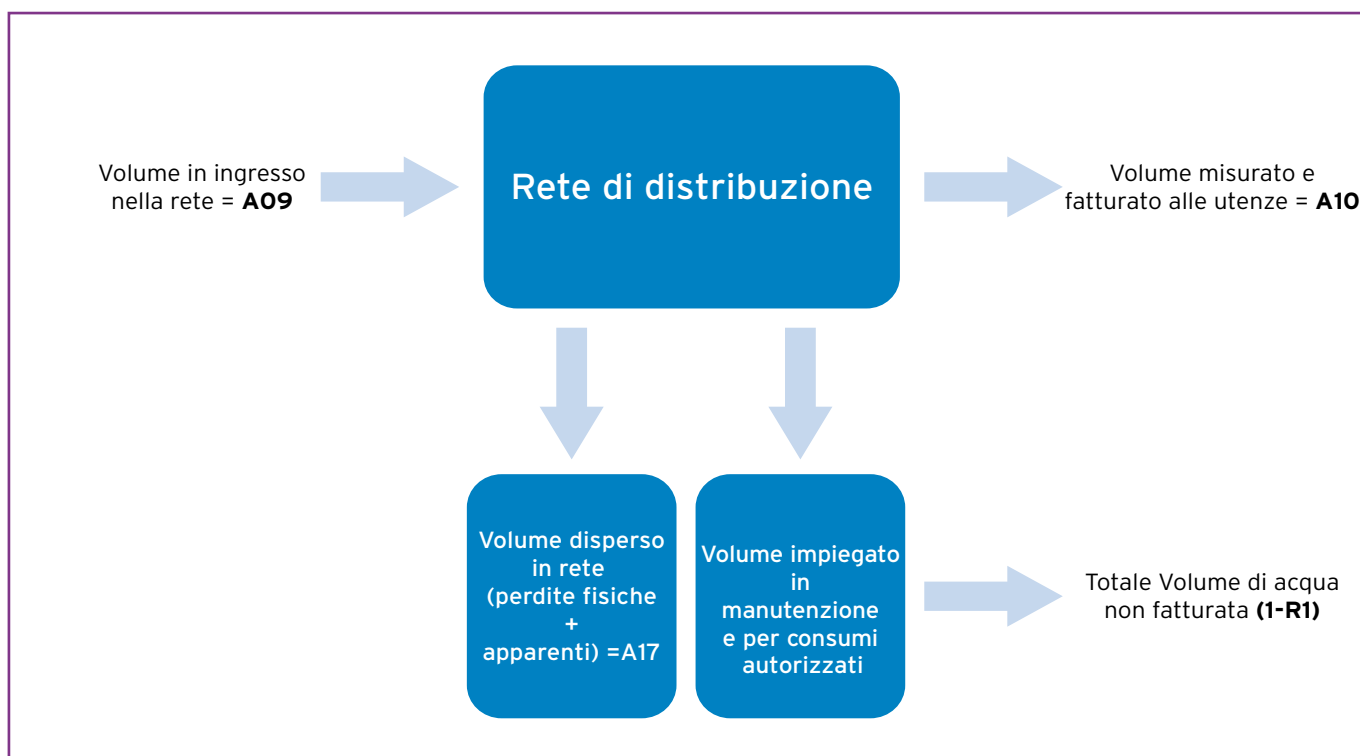 Volume in ingresso
nella rete = A09
Rete di distribuzione
Volume misurato e
fatturato alle utenze = A10
Volume disperso
in rete
(perdite fisiche
+
apparenti) =A17
Volume impiegato
in
manutenzione
e per consumi
autorizzati
Totale Volume di acqua
non fatturata (1-R1)